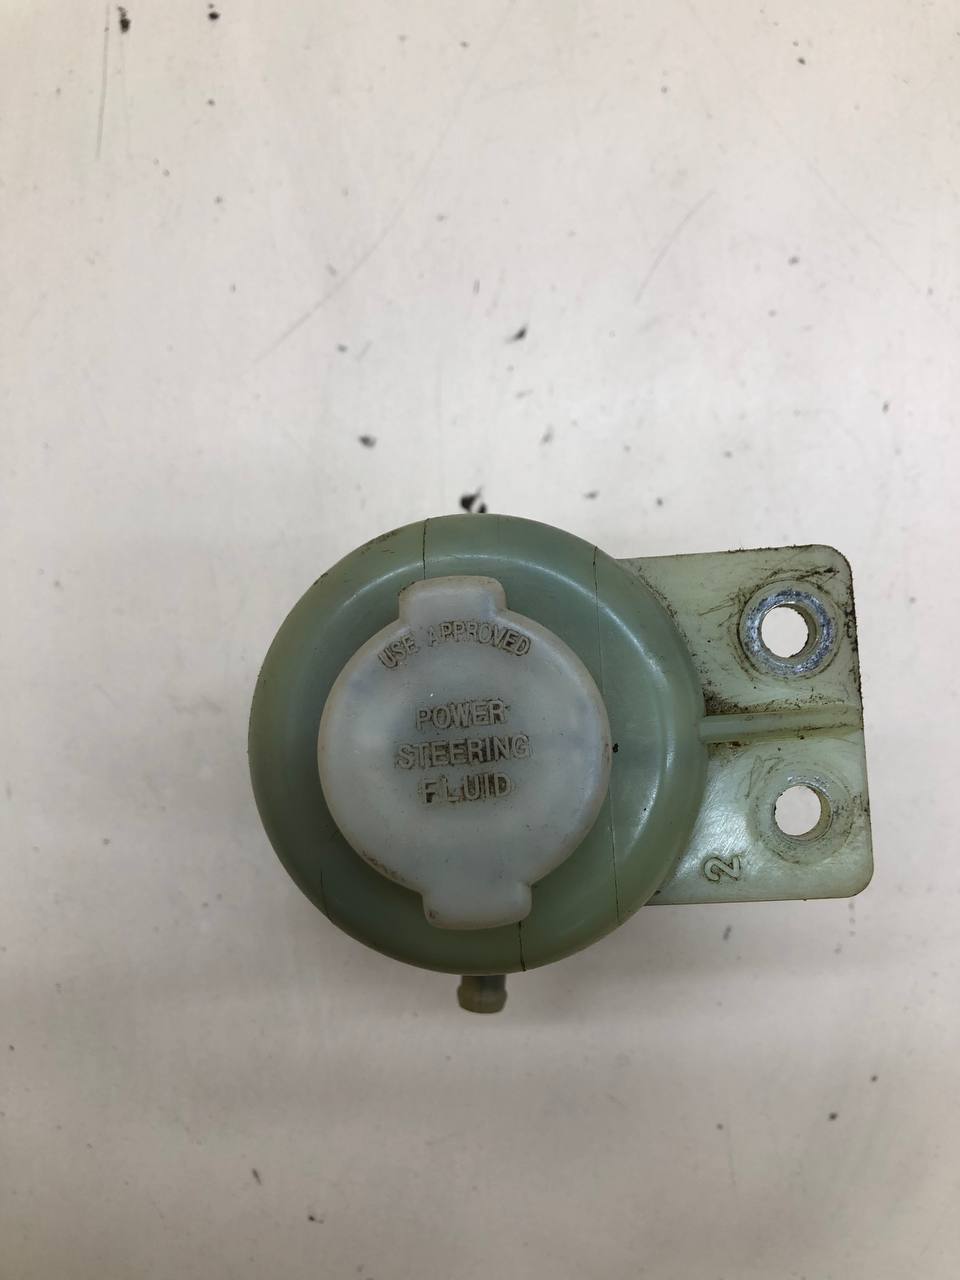 USE APPROVED
POWER
STEERING
FLUID
2